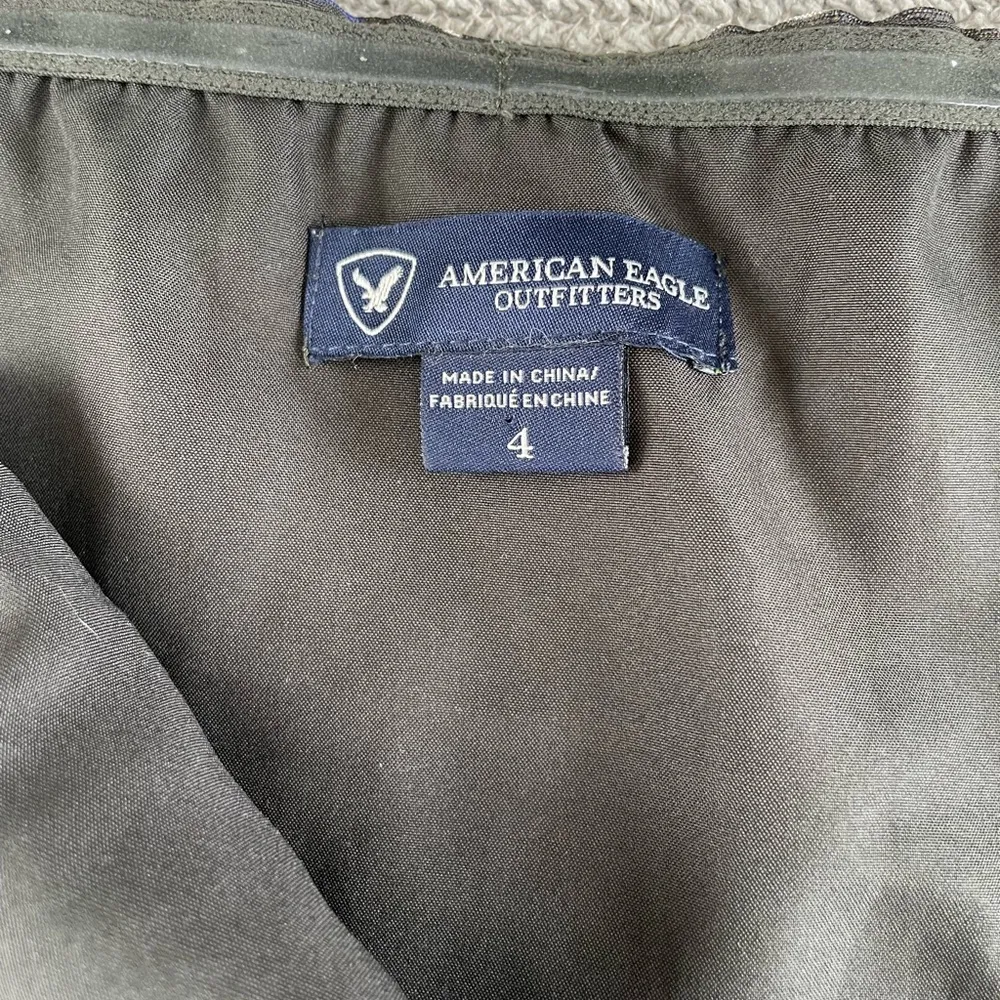 AMERICAN EAGLE
OUTFITTERS
MADE IN CHINA/
FABRIQUÉ EN CHINE
4